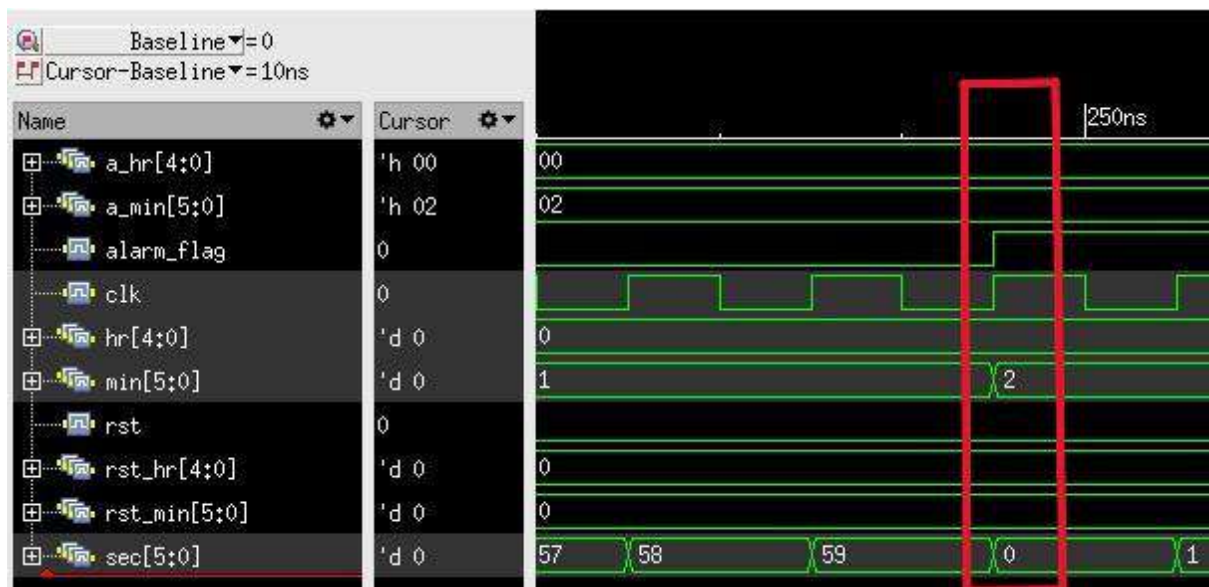 Baseline▼=0
Cursor-Baseline▼=10ns
Name Cursor 250ns
a_hr[4:0] 'h 00 00
a_min[5:0] 'h 02 02
alarm_flag 0
clk 0
hr[4:0] 'd 0 0
min[5:0] 'd 0 1 2
rst 0
rst_hr[4:0] 'd 0 0
rst_min[5:0] 'd 0 0
sec[5:0] 'd 0 57 58 59 0 1